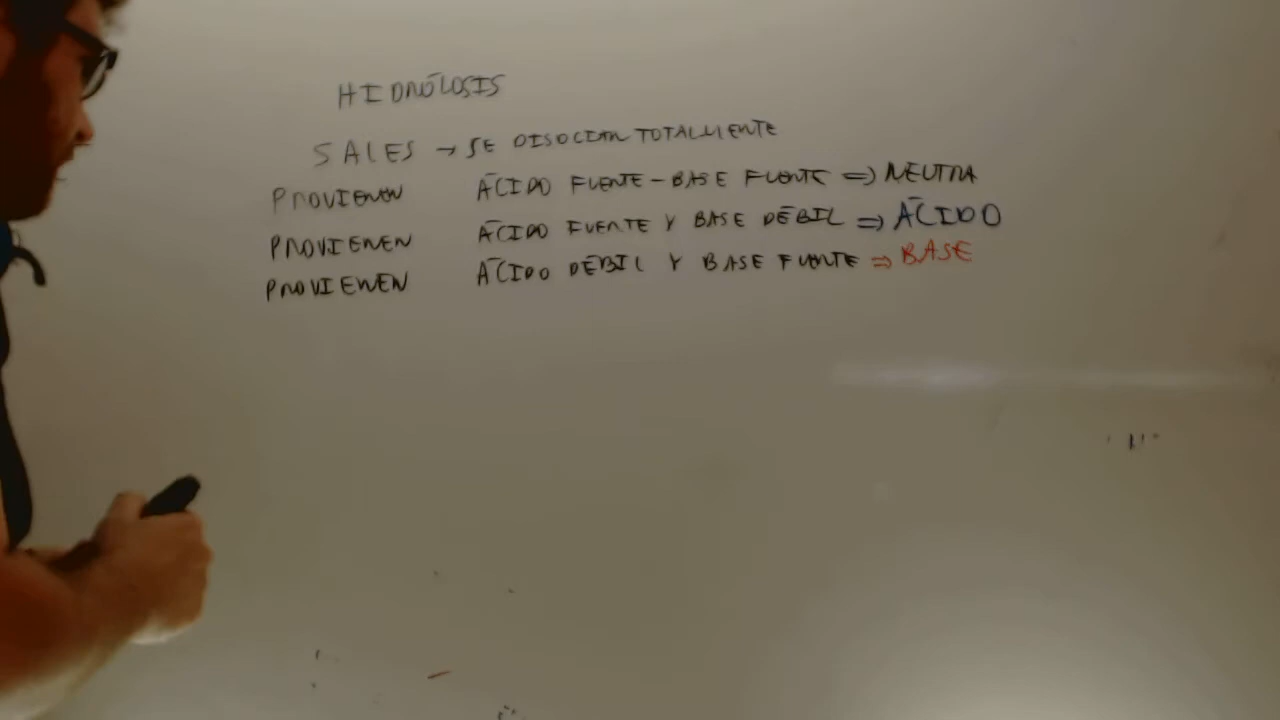 HIDRÓLOSIS
SALES → SE DISOCIAN TOTALMENTE
PROVIENEN ÁCIDO FUERTE - BASE FUERTE ⇒ NEUTRA
PROVIENEN ÁCIDO FUERTE Y BASE DÉBIL ⇒ ÁCIDO
PROVIENEN ÁCIDO DÉBIL Y BASE FUERTE ⇒ BASE